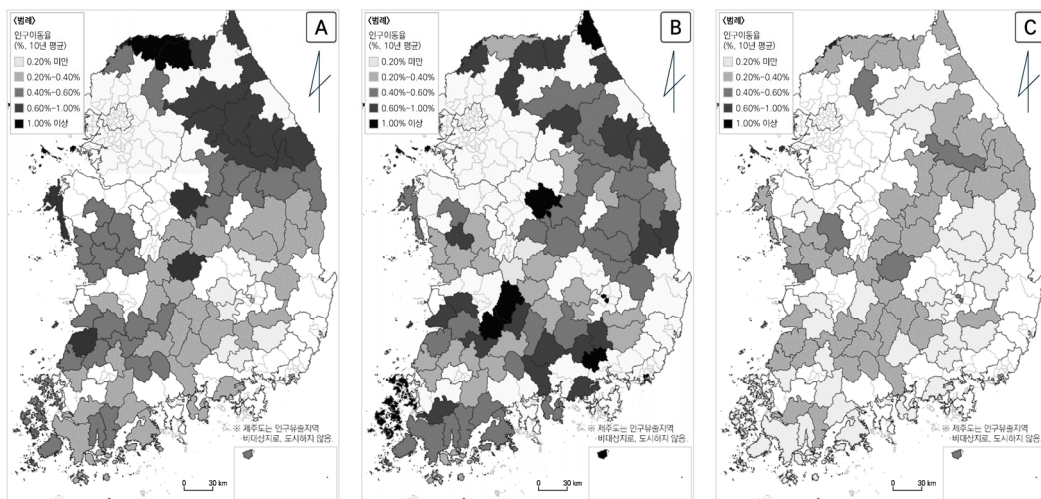 A
<범례>
인구이동율
(%, 10년 평균)
0.20% 미만
0.20%~0.40%
0.40%~0.60%
0.60%~1.00%
1.00% 이상
※ 제주도는 인구유출지역
비대상지로, 도시하지 않음.
0 30 km
B
<범례>
인구이동율
(%, 10년 평균)
0.20% 미만
0.20%~0.40%
0.40%~0.60%
0.60%~1.00%
1.00% 이상
※ 제주도는 인구유출지역
비대상지로, 도시하지 않음.
0 30 km
C
<범례>
인구이동율
(%, 10년 평균)
0.20% 미만
0.20%~0.40%
0.40%~0.60%
0.60%~1.00%
1.00% 이상
※ 제주도는 인구유출지역
비대상지로, 도시하지 않음.
0 30 km